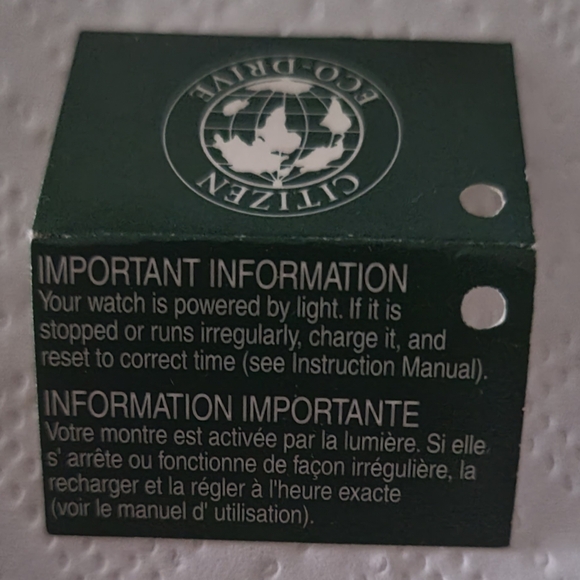 CITIZEN
ECO-DRIVE
IMPORTANT INFORMATION
Your watch is powered by light. If it is
stopped or runs irregularly, charge it, and
reset to correct time (see Instruction Manual).
INFORMATION IMPORTANTE
Votre montre est activée par la lumière. Si elle
s' arrête ou fonctionne de façon irrégulière, la
recharger et la régler à l'heure exacte
(voir le manuel d' utilisation).